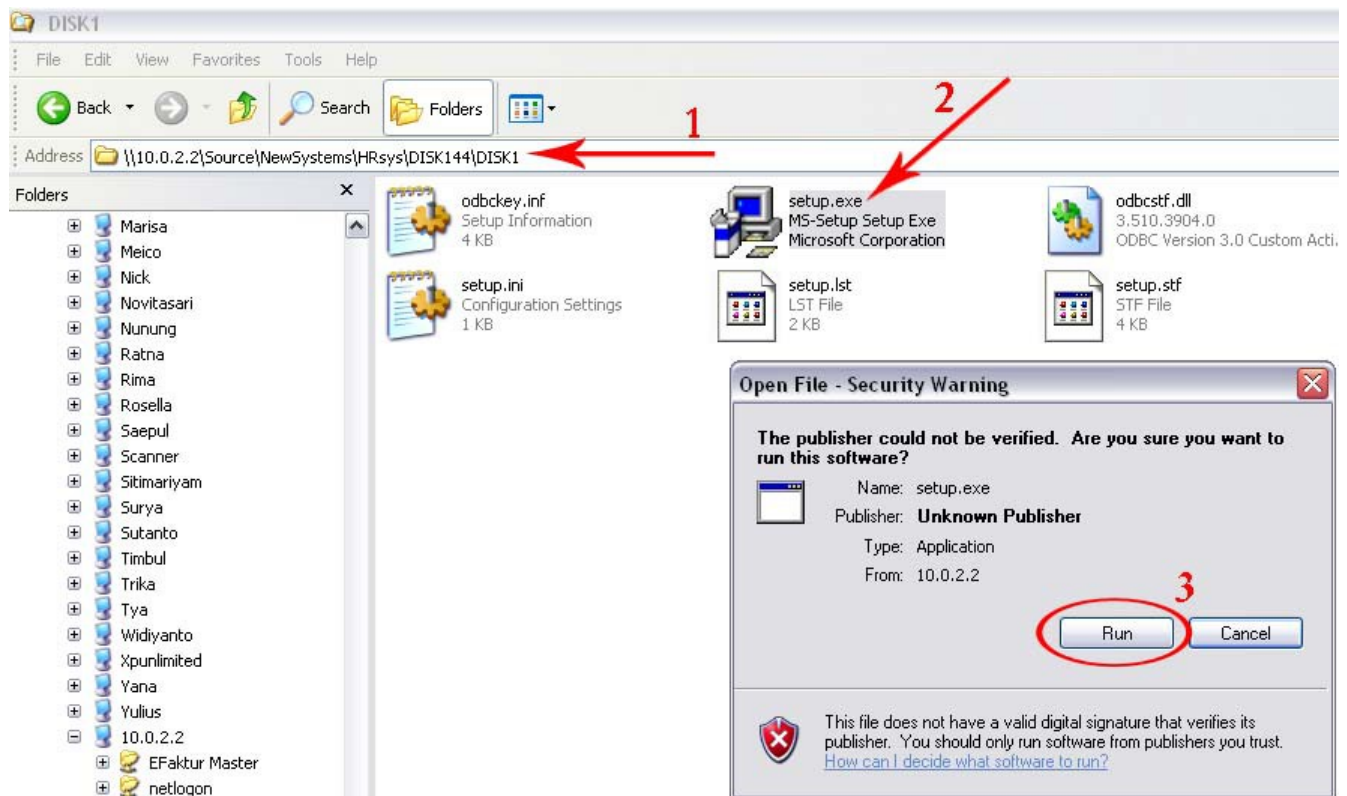 DISK1
File Edit View Favorites Tools Help
Back Search Folders
1
2
Address \\10.0.2.2\Source\NewSystems\HRsys\DISK144\DISK1
Folders
Marisa
Meico
Nick
Novitasari
Nunung
Ratna
Rima
Rosella
Saepul
Scanner
Sitimariyam
Surya
Sutanto
Timbul
Trika
Tya
Widiyanto
Xpunlimited
Yana
Yulius
10.0.2.2
EFaktur Master
netlogon
odbckey.inf
Setup Information
4 KB
setup.exe
MS-Setup Setup Exe
Microsoft Corporation
odbcstf.dll
3.510.3904.0
ODBC Version 3.0 Custom Acti.
setup.ini
Configuration Settings
1 KB
setup.lst
LST File
2 KB
setup.stf
STF File
4 KB
Open File - Security Warning
The publisher could not be verified. Are you sure you want to
run this software?
Name: setup.exe
Publisher: Unknown Publisher
Type: Application
From: 10.0.2.2
3
Run Cancel
This file does not have a valid digital signature that verifies its
publisher. You should only run software from publishers you trust.
How can I decide what software to run?